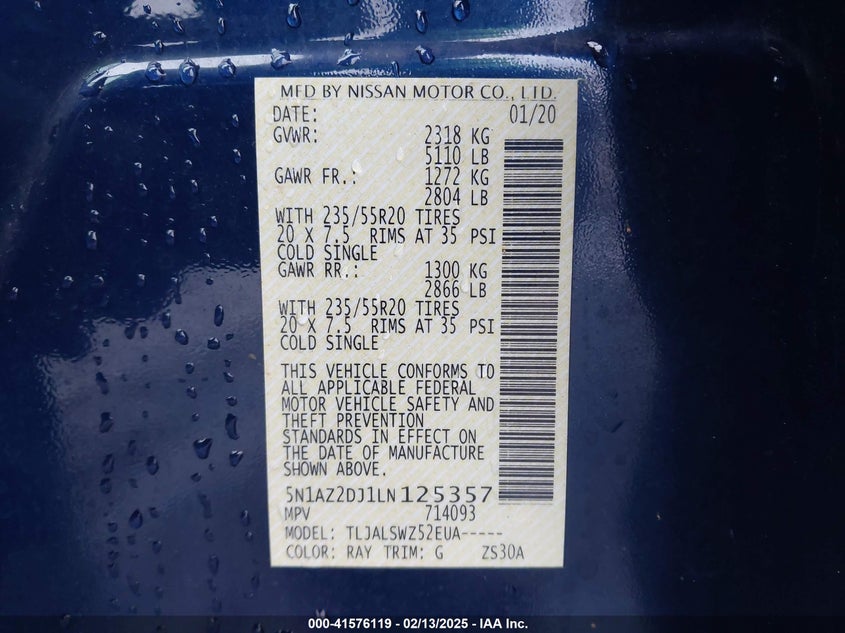 MFD BY NISSAN MOTOR CO., LTD.
DATE: 01/20
GVWR: 2318 KG
5110 LB
GAWR FR.: 1272 KG
2804 LB
WITH 235/55R20 TIRES
20 X 7.5 RIMS AT 35 PSI
COLD SINGLE
GAWR RR.: 1300 KG
2866 LB
WITH 235/55R20 TIRES
20 X 7.5 RIMS AT 35 PSI
COLD SINGLE
THIS VEHICLE CONFORMS TO
ALL APPLICABLE FEDERAL
MOTOR VEHICLE SAFETY AND
THEFT PREVENTION
STANDARDS IN EFFECT ON
THE DATE OF MANUFACTURE
SHOWN ABOVE.
5N1AZ2DJ1LN125357
MPV 714093
MODEL: TLJALSWZ52EUA-----
COLOR: RAY TRIM: G ZS30A
000-41576119 - 02/13/2025 - IAA Inc.